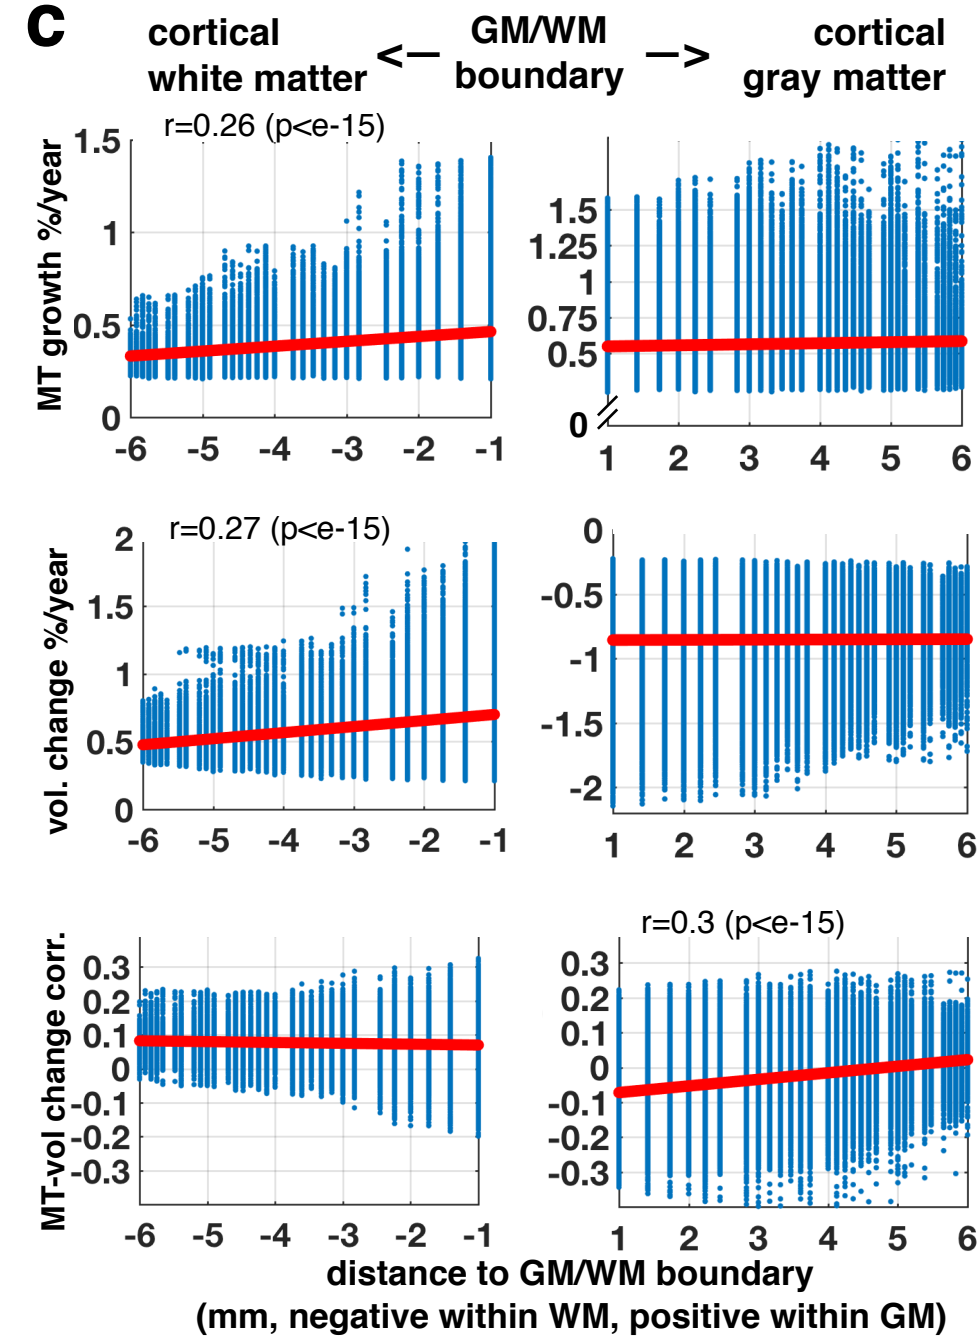 C
cortical
white matter
<—
GM/WM
boundary
—>
cortical
gray matter
r=0.26 (p<e-15)
MT growth %/year
1.5
1
0.5
0
-6 -5 -4 -3 -2 -1
1.5
1.25
1
0.75
0.5
0
1 2 3 4 5 6
r=0.27 (p<e-15)
vol. change %/year
2
1.5
1
0.5
0
-6 -5 -4 -3 -2 -1
0
-0.5
-1
-1.5
-2
1 2 3 4 5 6
MT-vol change corr.
0.3
0.2
0.1
0
-0.1
-0.2
-0.3
-6 -5 -4 -3 -2 -1
r=0.3 (p<e-15)
0.3
0.2
0.1
0
-0.1
-0.2
-0.3
1 2 3 4 5 6
distance to GM/WM boundary
(mm, negative within WM, positive within GM)